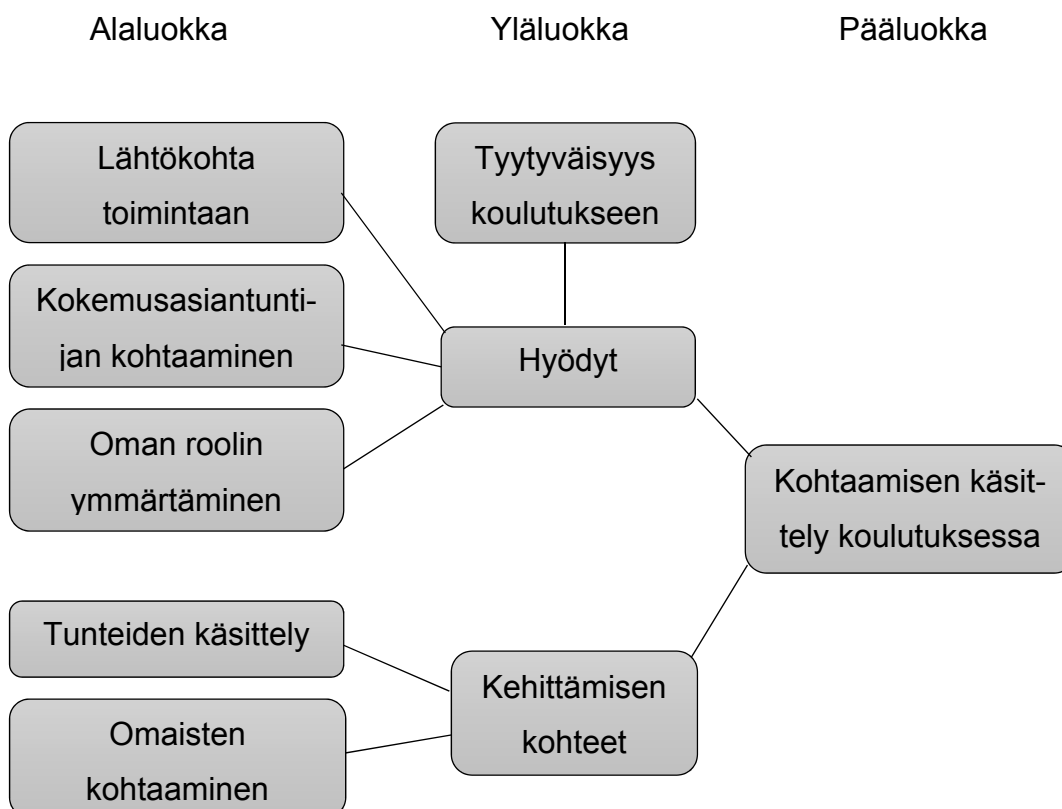 Alaluokka
Yläluokka
Pääluokka
Lähtökohta
toimintaan
Tyytyväisyys
koulutukseen
Kokemusasiantunti-
jan kohtaaminen
Hyödyt
Oman roolin
ymmärtäminen
Kohtaamisen käsit-
tely koulutuksessa
Tunteiden käsittely
Kehittämisen
kohteet
Omaisten
kohtaaminen